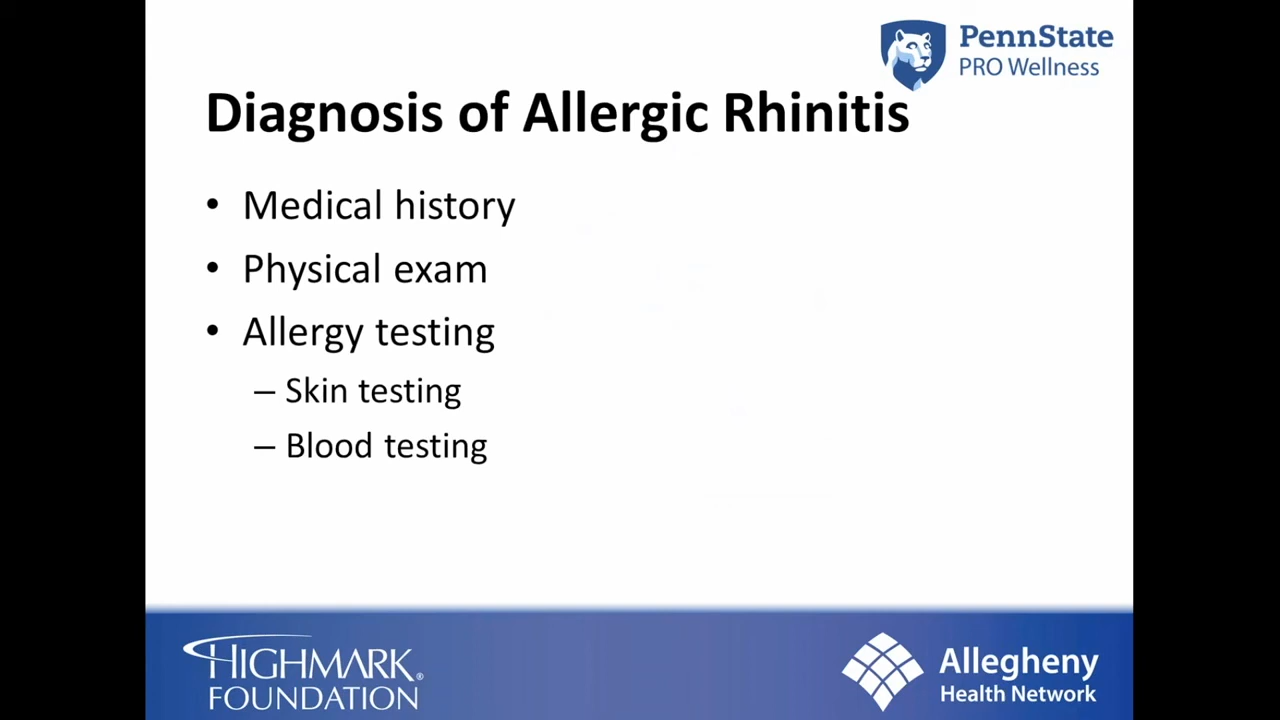 PennState
PRO Wellness
Diagnosis of Allergic Rhinitis
• Medical history
• Physical exam
• Allergy testing
– Skin testing
– Blood testing
HIGHMARK®
FOUNDATION
Allegheny
Health Network